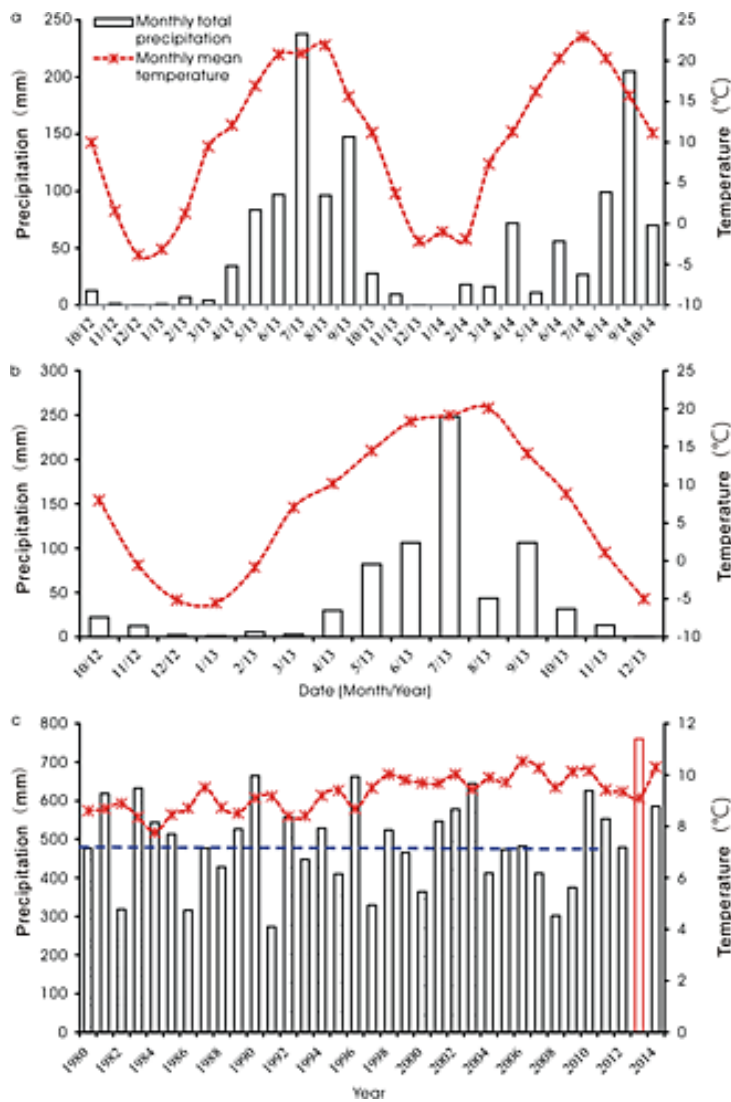 a
Monthly total
precipitation
Monthly mean
temperature
Precipitation (mm)
250
200
150
100
50
0
Temperature (℃)
25
20
15
10
5
0
-5
-10
10/12 11/12 12/12 1/13 2/13 3/13 4/13 5/13 6/13 7/13 8/13 9/13 10/13 11/13 12/13 1/14 2/14 3/14 4/14 5/14 6/14 7/14 8/14 9/14 10/14
b
Precipitation (mm)
300
250
200
150
100
50
0
Temperature (℃)
25
20
15
10
5
0
-5
-10
10/12 11/12 12/12 1/13 2/13 3/13 4/13 5/13 6/13 7/13 8/13 9/13 10/13 11/13 12/13
Date (Month/Year)
c
Precipitation (mm)
800
700
600
500
400
300
200
100
0
Temperature (℃)
12
10
8
6
4
2
0
1980 1982 1984 1986 1988 1990 1992 1994 1996 1998 2000 2002 2004 2006 2008 2010 2012 2014
Year